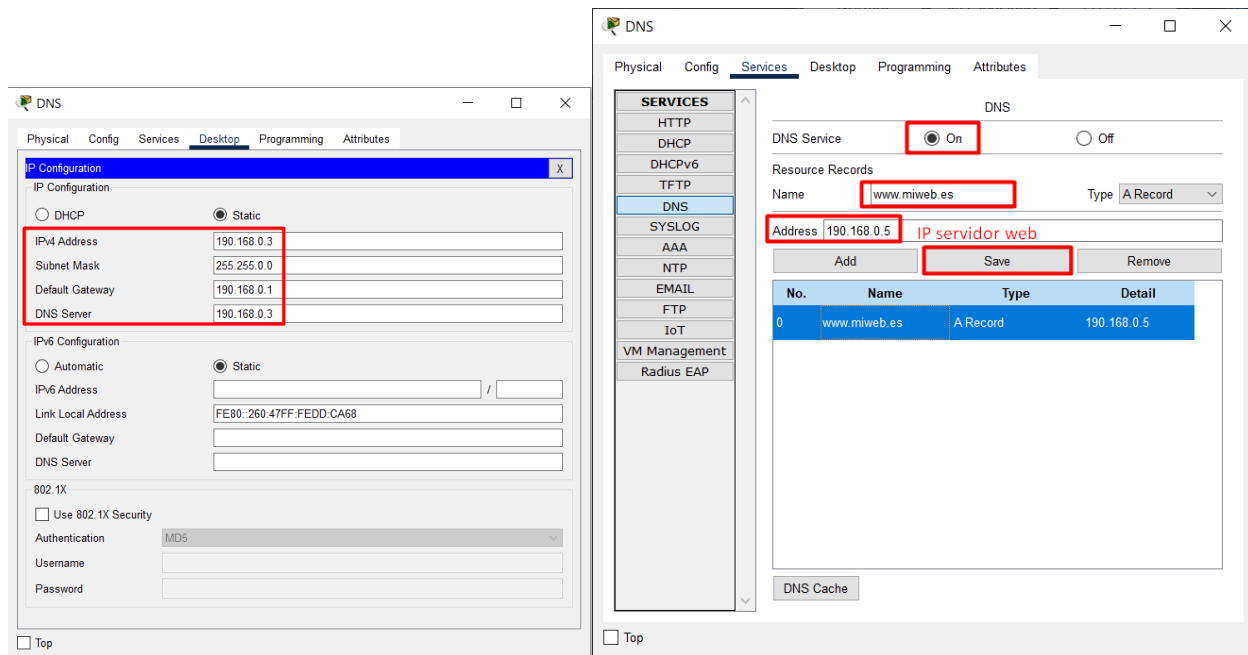 DNS
Physical Config Services Desktop Programming Attributes
IP Configuration X
IP Configuration
DHCP Static
IPv4 Address 190.168.0.3
Subnet Mask 255.255.0.0
Default Gateway 190.168.0.1
DNS Server 190.168.0.3
IPv6 Configuration
Automatic Static
IPv6 Address /
Link Local Address FE80::260:47FF:FEDD:CA68
Default Gateway
DNS Server
802.1X
Use 802.1X Security
Authentication MD5
Username
Password
Top
DNS
Physical Config Services Desktop Programming Attributes
SERVICES
HTTP
DHCP
DHCPv6
TFTP
DNS
SYSLOG
AAA
NTP
EMAIL
FTP
IoT
VM Management
Radius EAP
DNS
DNS Service On Off
Resource Records
Name www.miweb.es Type A Record
Address 190.168.0.5 IP servidor web
Add Save Remove
No. Name Type Detail
0 www.miweb.es A Record 190.168.0.5
DNS Cache
Top